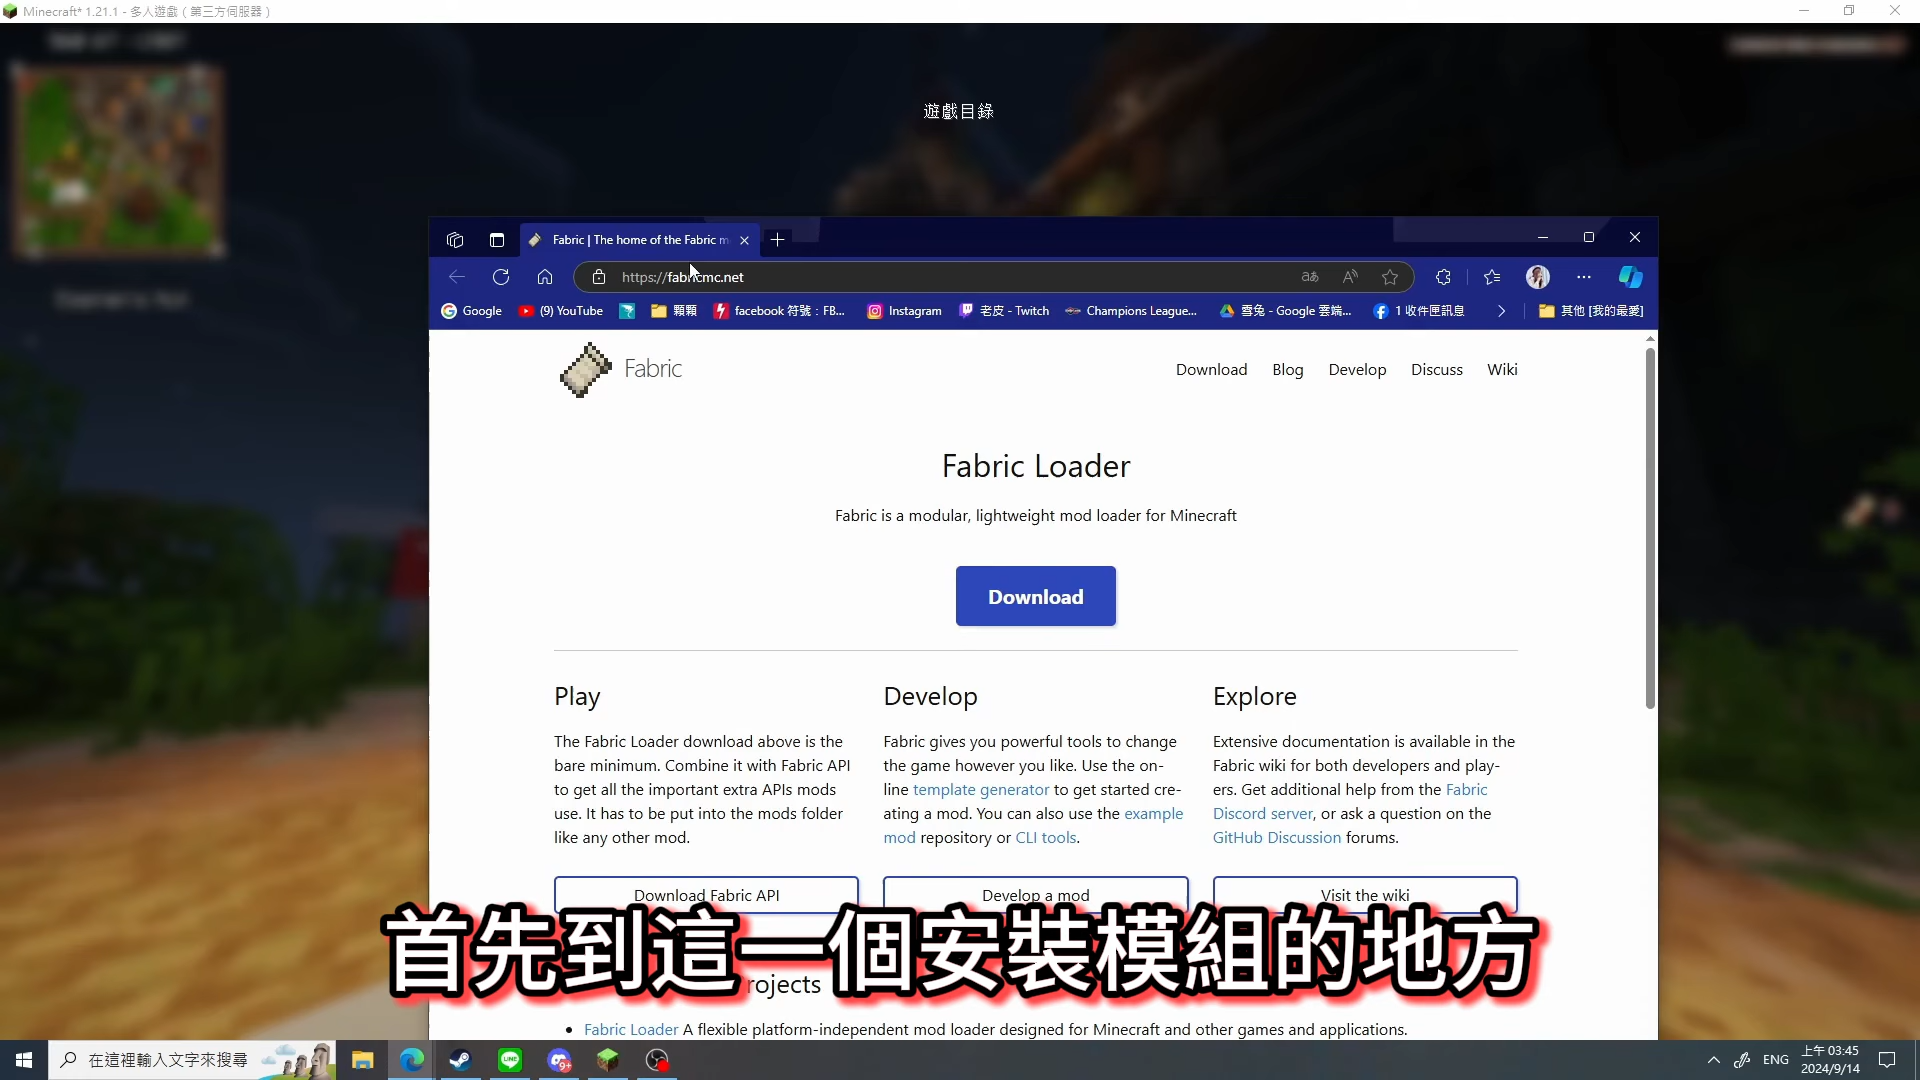 Minecraft* 1.21.1 - 多人遊戲（第三方伺服器）
遊戲目錄
Fabric | The home of the Fabric m
https://fabricmc.net
Google
(9) YouTube
顆顆
facebook 符號：FB...
Instagram
老皮 - Twitch
Champions League...
雪兔 - Google 雲端...
1 收件匣訊息
其他 [我的最愛]
Fabric
Download
Blog
Develop
Discuss
Wiki
Fabric Loader
Fabric is a modular, lightweight mod loader for Minecraft
Download
Play
The Fabric Loader download above is the
bare minimum. Combine it with Fabric API
to get all the important extra APIs mods
use. It has to be put into the mods folder
like any other mod.
Download Fabric API
Develop
Fabric gives you powerful tools to change
the game however you like. Use the on-
line template generator to get started cre-
ating a mod. You can also use the example
mod repository or CLI tools.
Develop a mod
Explore
Extensive documentation is available in the
Fabric wiki for both developers and play-
ers. Get additional help from the Fabric
Discord server, or ask a question on the
GitHub Discussion forums.
Visit the wiki
首先到這一個安裝模組的地方
rojects
Fabric Loader A flexible platform-independent mod loader designed for Minecraft and other games and applications.
在這裡輸入文字來搜尋
LINE
9+
ENG
上午 03:45
2024/9/14